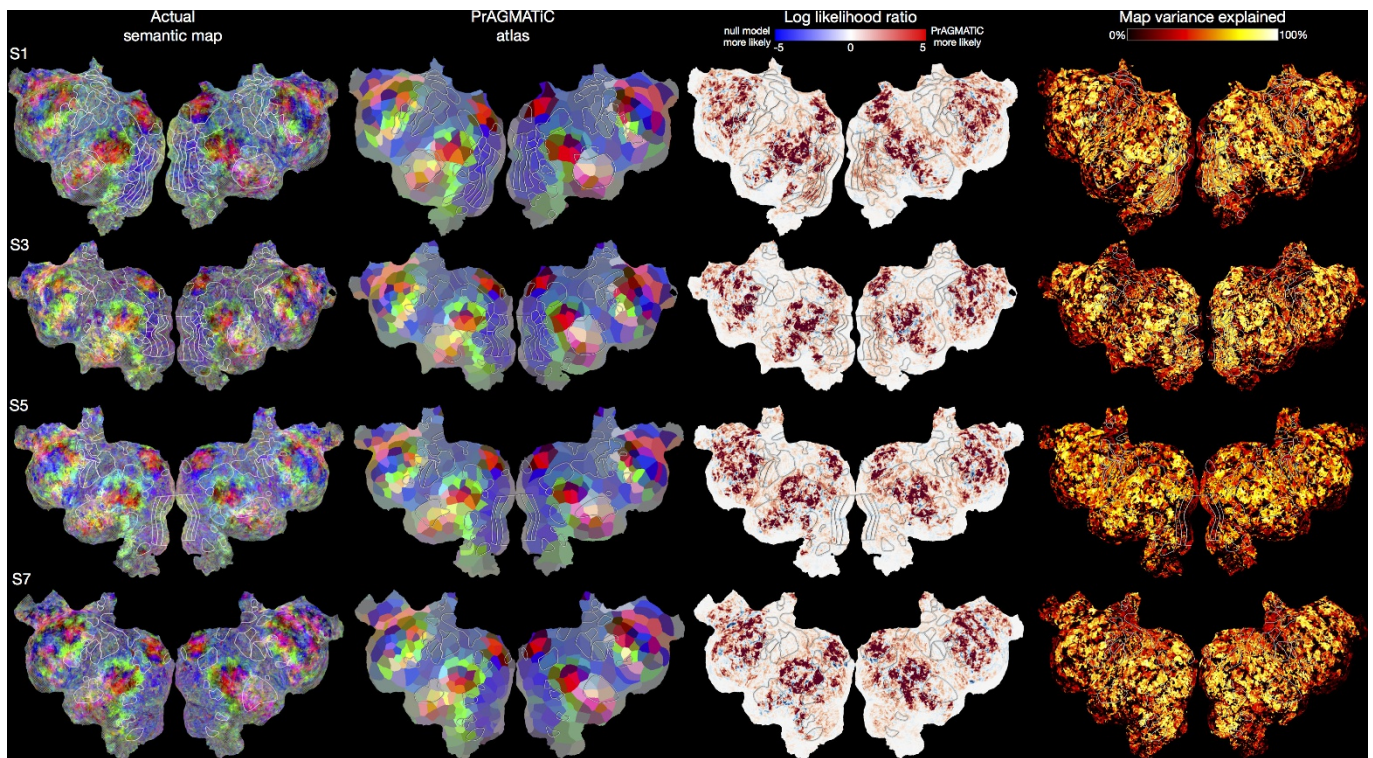 Actual
semantic map
PrAGMATiC
atlas
Log likelihood ratio
null model
more likely
-5
0
5
PrAGMATiC
more likely
Map variance explained
0%
100%
S1
S3
S5
S7